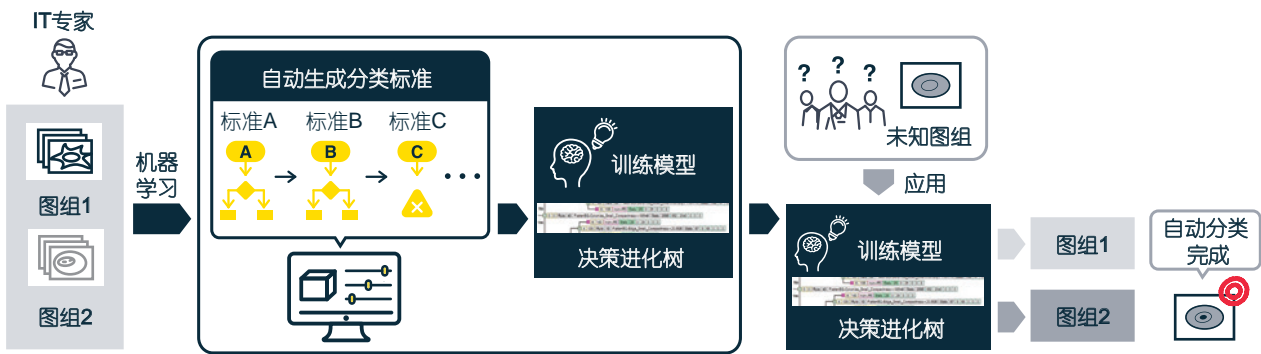 IT专家
图组1
图组2
机器
学习
自动生成分类标准
标准A
标准B
标准C
A
B
C
训练模型
决策进化树
? ? ?
未知图组
应用
训练模型
决策进化树
图组1
图组2
自动分类
完成